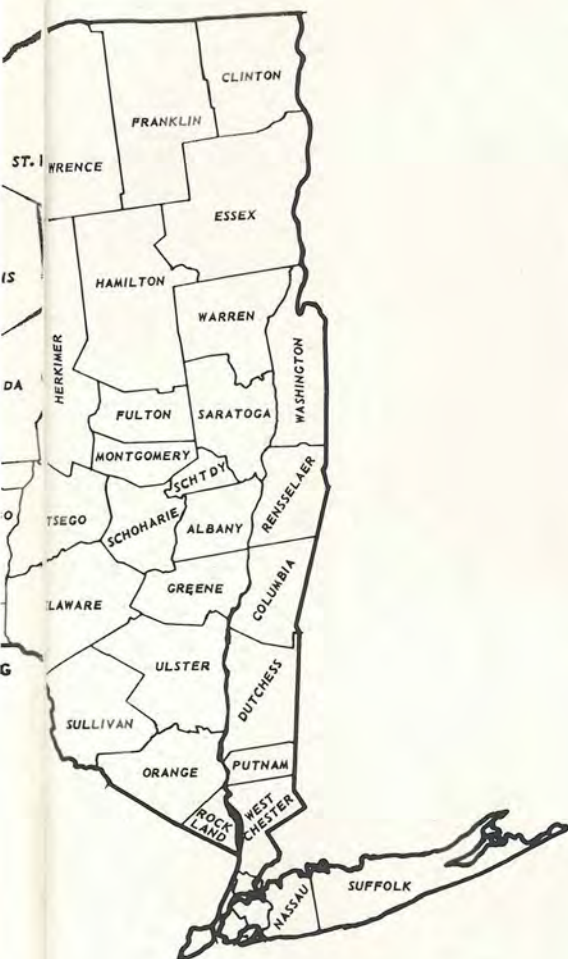 CLINTON
FRANKLIN
ST. L
WRENCE
ESSEX
IS
HAMILTON
WARREN
HERKIMER
WASHINGTON
DA
FULTON
SARATOGA
MONTGOMERY
SCHTDY
RENSSELAER
O
TSEGO
SCHOHARIE
ALBANY
GREENE
COLUMBIA
LAWARE
G
ULSTER
DUTCHESS
SULLIVAN
ORANGE
PUTNAM
ROCK
LAND
WEST
CHESTER
NASSAU
SUFFOLK